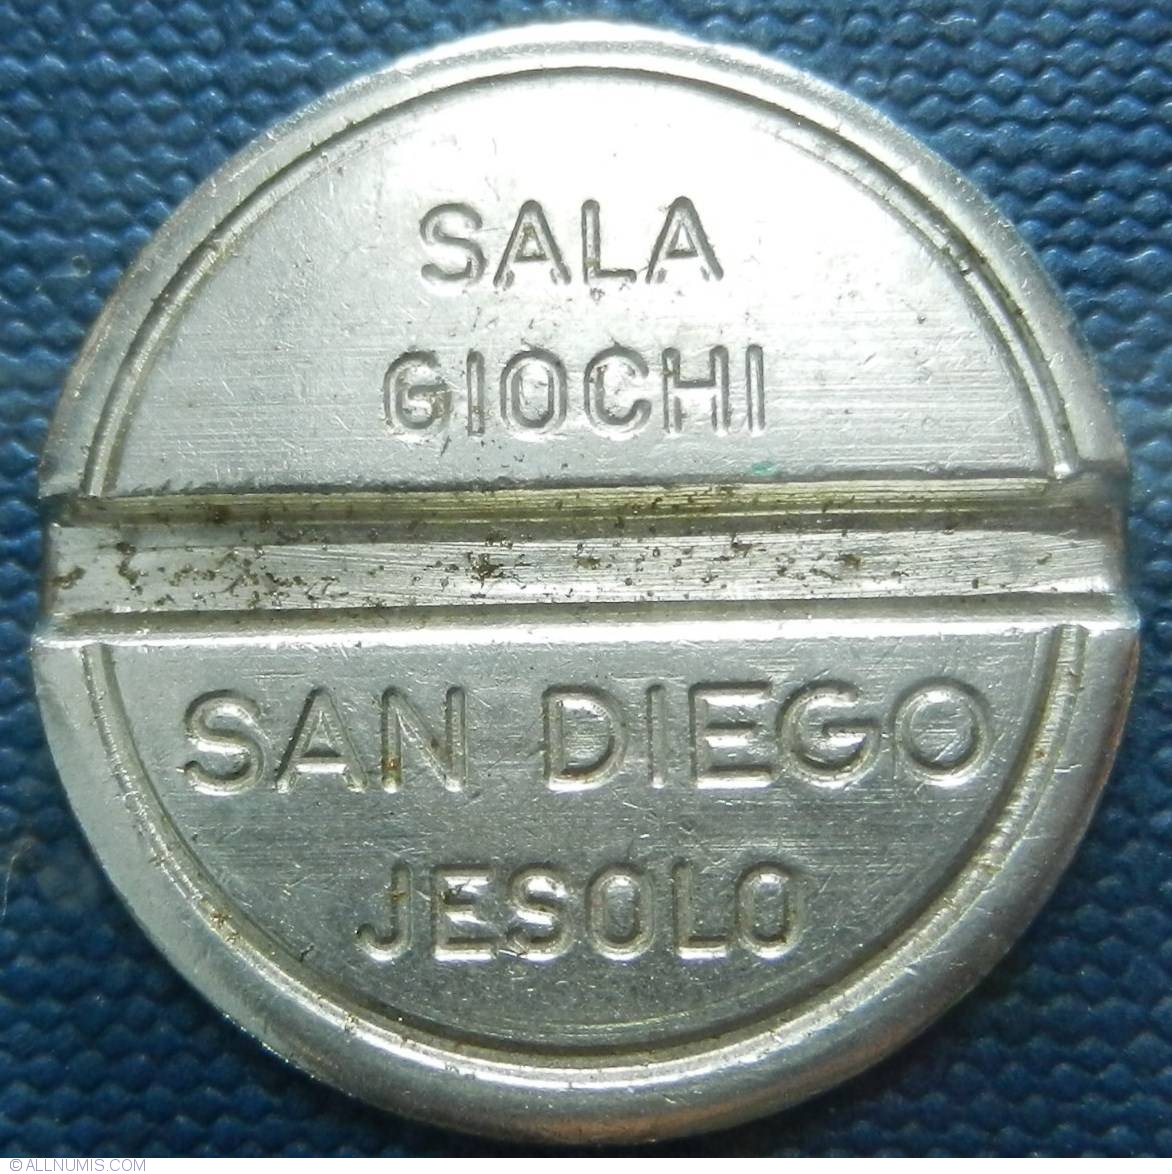 SALA
GIOCHI
SAN DIEGO
JESOLO
© ALLNUMIS.COM